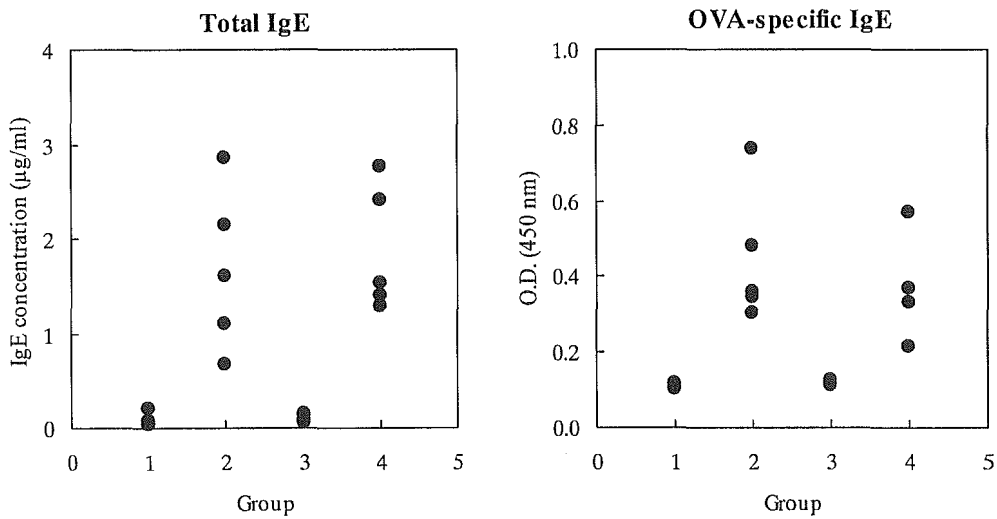 Total IgE
4
3
2
1
0
IgE concentration (µg/ml)
0 1 2 3 4 5
Group
OVA-specific IgE
1.0
0.8
0.6
0.4
0.2
0.0
O.D. (450 nm)
0 1 2 3 4 5
Group